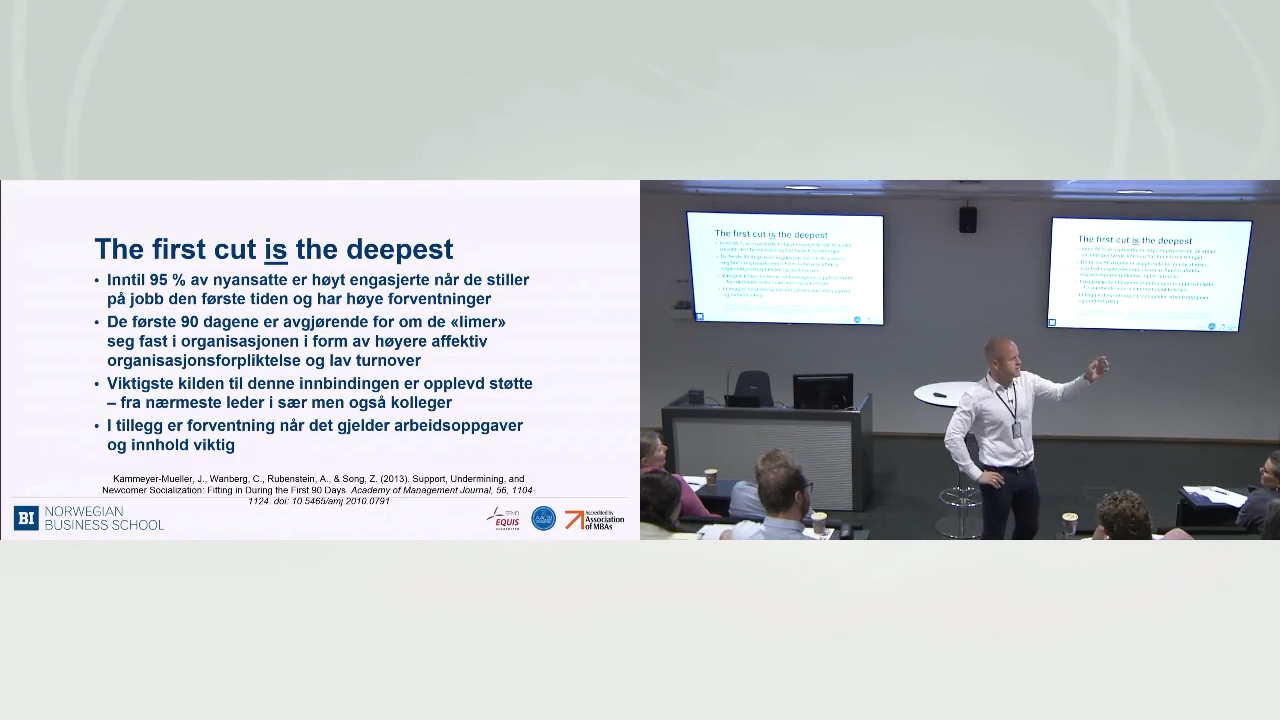 The first cut is the deepest
• Inntil 95 % av nyansatte er høyt engasjerte når de stiller
på jobb den første tiden og har høye forventninger
• De første 90 dagene er avgjørende for om de «limer»
seg fast i organisasjonen i form av høyere affektiv
organisasjonsforpliktelse og lav turnover
• Viktigste kilden til denne innbindingen er opplevd støtte
– fra nærmeste leder i sær men også kolleger
• I tillegg er forventning når det gjelder arbeidsoppgaver
og innhold viktig
Kammeyer-Mueller, J., Wanberg, C., Rubenstein, A., & Song, Z. (2013). Support, Undermining, and
Newcomer Socialization: Fitting in During the First 90 Days. Academy of Management Journal, 56, 1104-
1124. doi: 10.5465/amj.2010.0791
BI NORWEGIAN
BUSINESS SCHOOL
EFMD
EQUIS
ACCREDITED
AACSB
Accredited by
Association
of MBAs
The first cut is the deepest
The first cut is the deepest